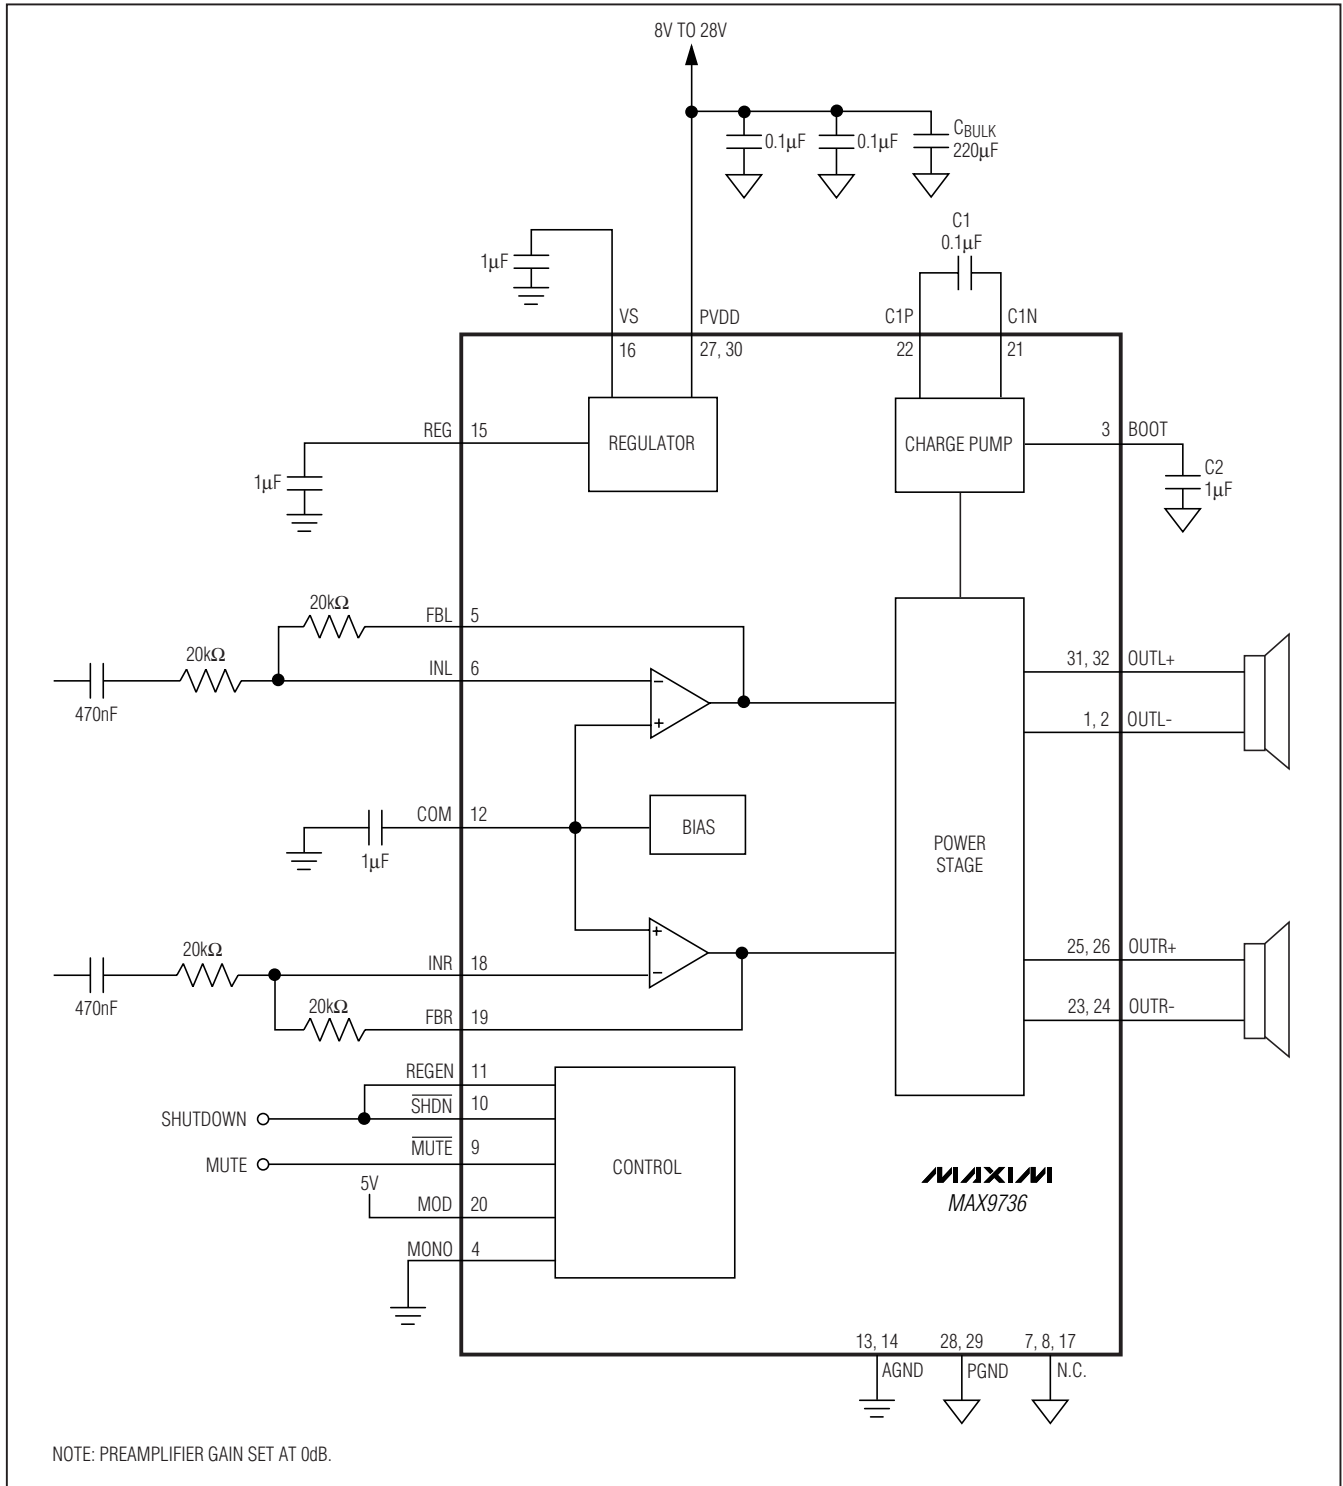 8V TO 28V
0.1µF
0.1µF
CBULK
220µF
C1
0.1µF
1µF
VS
PVDD
C1P
C1N
16
27, 30
22
21
REG
15
REGULATOR
CHARGE PUMP
3
BOOT
1µF
C2
1µF
20kΩ
FBL
5
20kΩ
INL
6
470nF
−
+
31, 32
OUTL+
1, 2
OUTL-
COM
12
BIAS
1µF
POWER
STAGE
20kΩ
+
−
INR
18
470nF
20kΩ
FBR
19
25, 26
OUTR+
23, 24
OUTR-
REGEN
11
SHUTDOWN
SHDN
10
MUTE
MUTE
9
CONTROL
5V
MOD
20
MONO
4
MAXIM
MAX9736
13, 14
28, 29
7, 8, 17
AGND
PGND
N.C.
NOTE: PREAMPLIFIER GAIN SET AT 0dB.